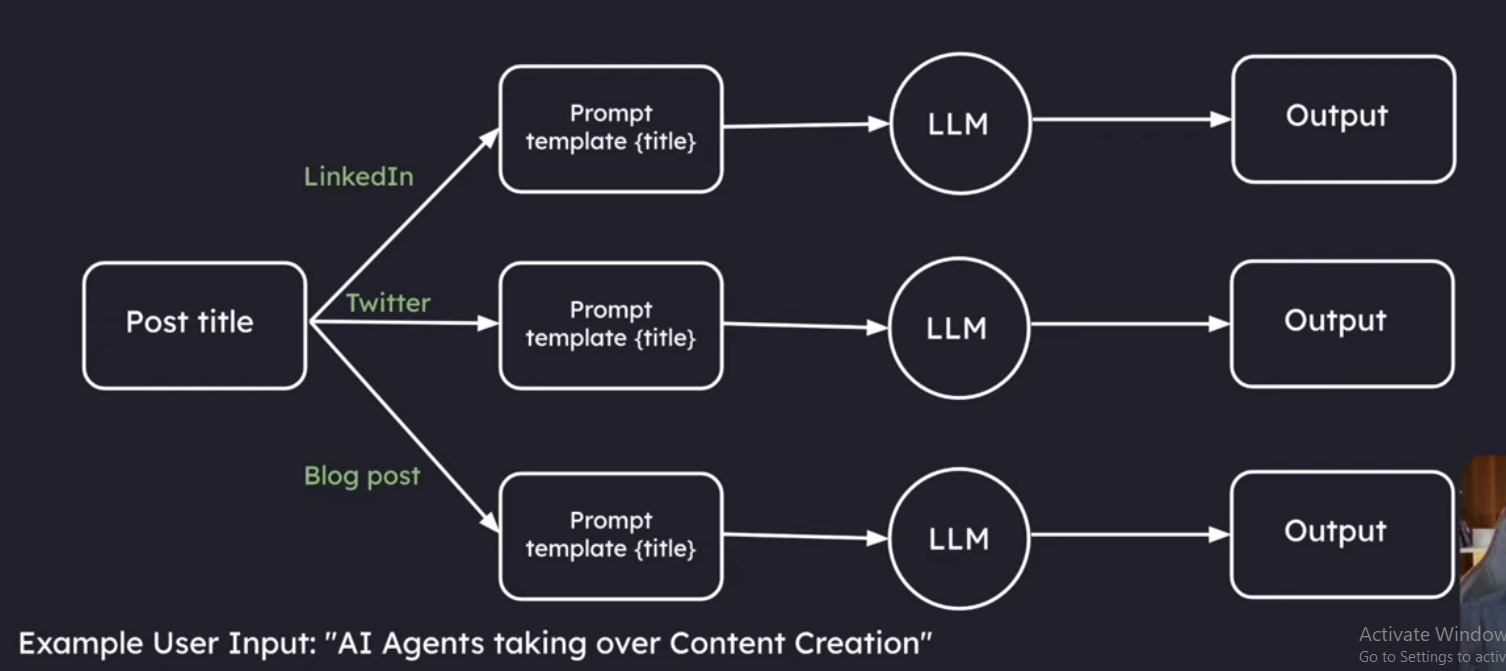 LinkedIn
Prompt
template {title}
LLM
Output
Post title
Twitter
Prompt
template {title}
LLM
Output
Blog post
Prompt
template {title}
LLM
Output
Example User Input: "AI Agents taking over Content Creation"
Activate Window
Go to Settings to activ